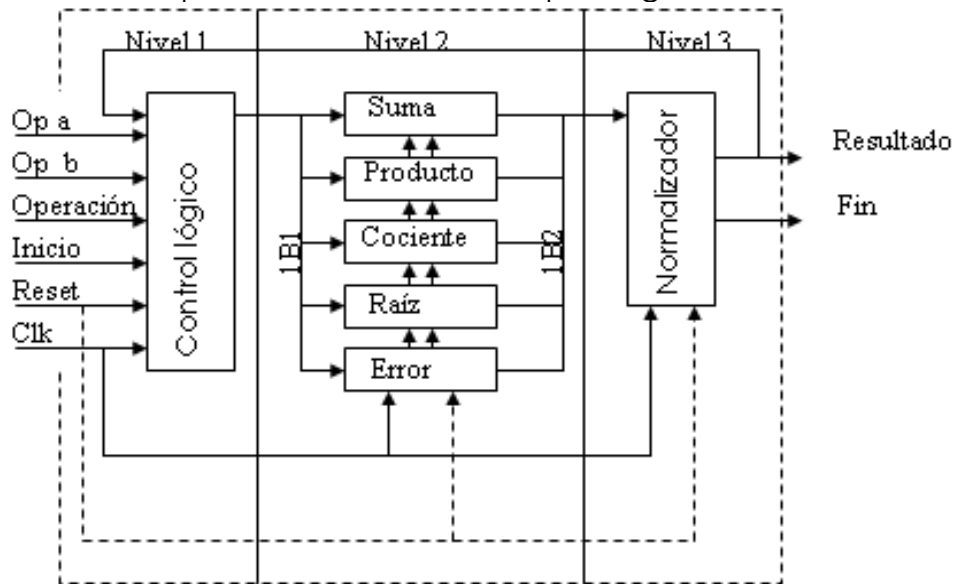 Nivel 1
Nivel 2
Nivel 3
Op a
Op b
Operación
Inicio
Reset
Clk
Control lógico
1B1
Suma
Producto
Cociente
Raíz
Error
1B2
Normalizador
Resultado
Fin